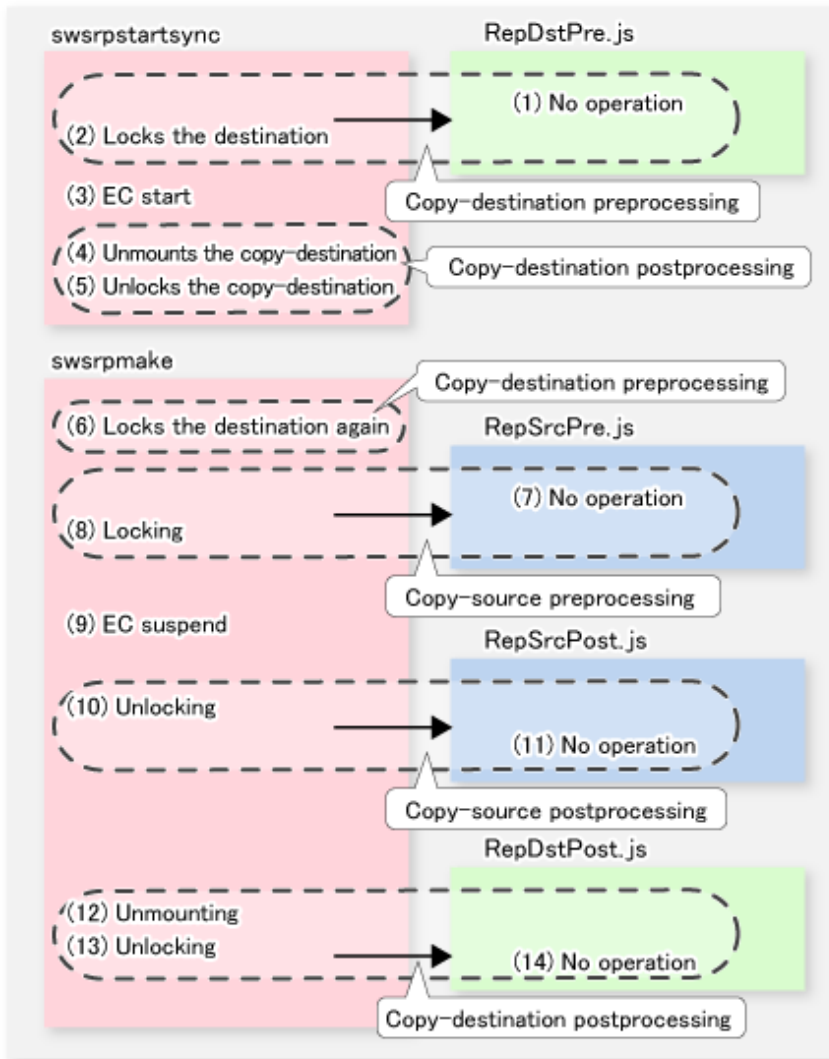 swsrpstartsync
RepDstPre.js
(1) No operation
(2) Locks the destination
Copy-destination preprocessing
(3) EC start
(4) Unmounts the copy-destination
Copy-destination postprocessing
(5) Unlocks the copy-destination
swsrpmake
Copy-destination preprocessing
(6) Locks the destination again
RepSrcPre.js
(7) No operation
(8) Locking
Copy-source preprocessing
(9) EC suspend
RepSrcPost.js
(10) Unlocking
(11) No operation
Copy-source postprocessing
RepDstPost.js
(12) Unmounting
(13) Unlocking
(14) No operation
Copy-destination postprocessing